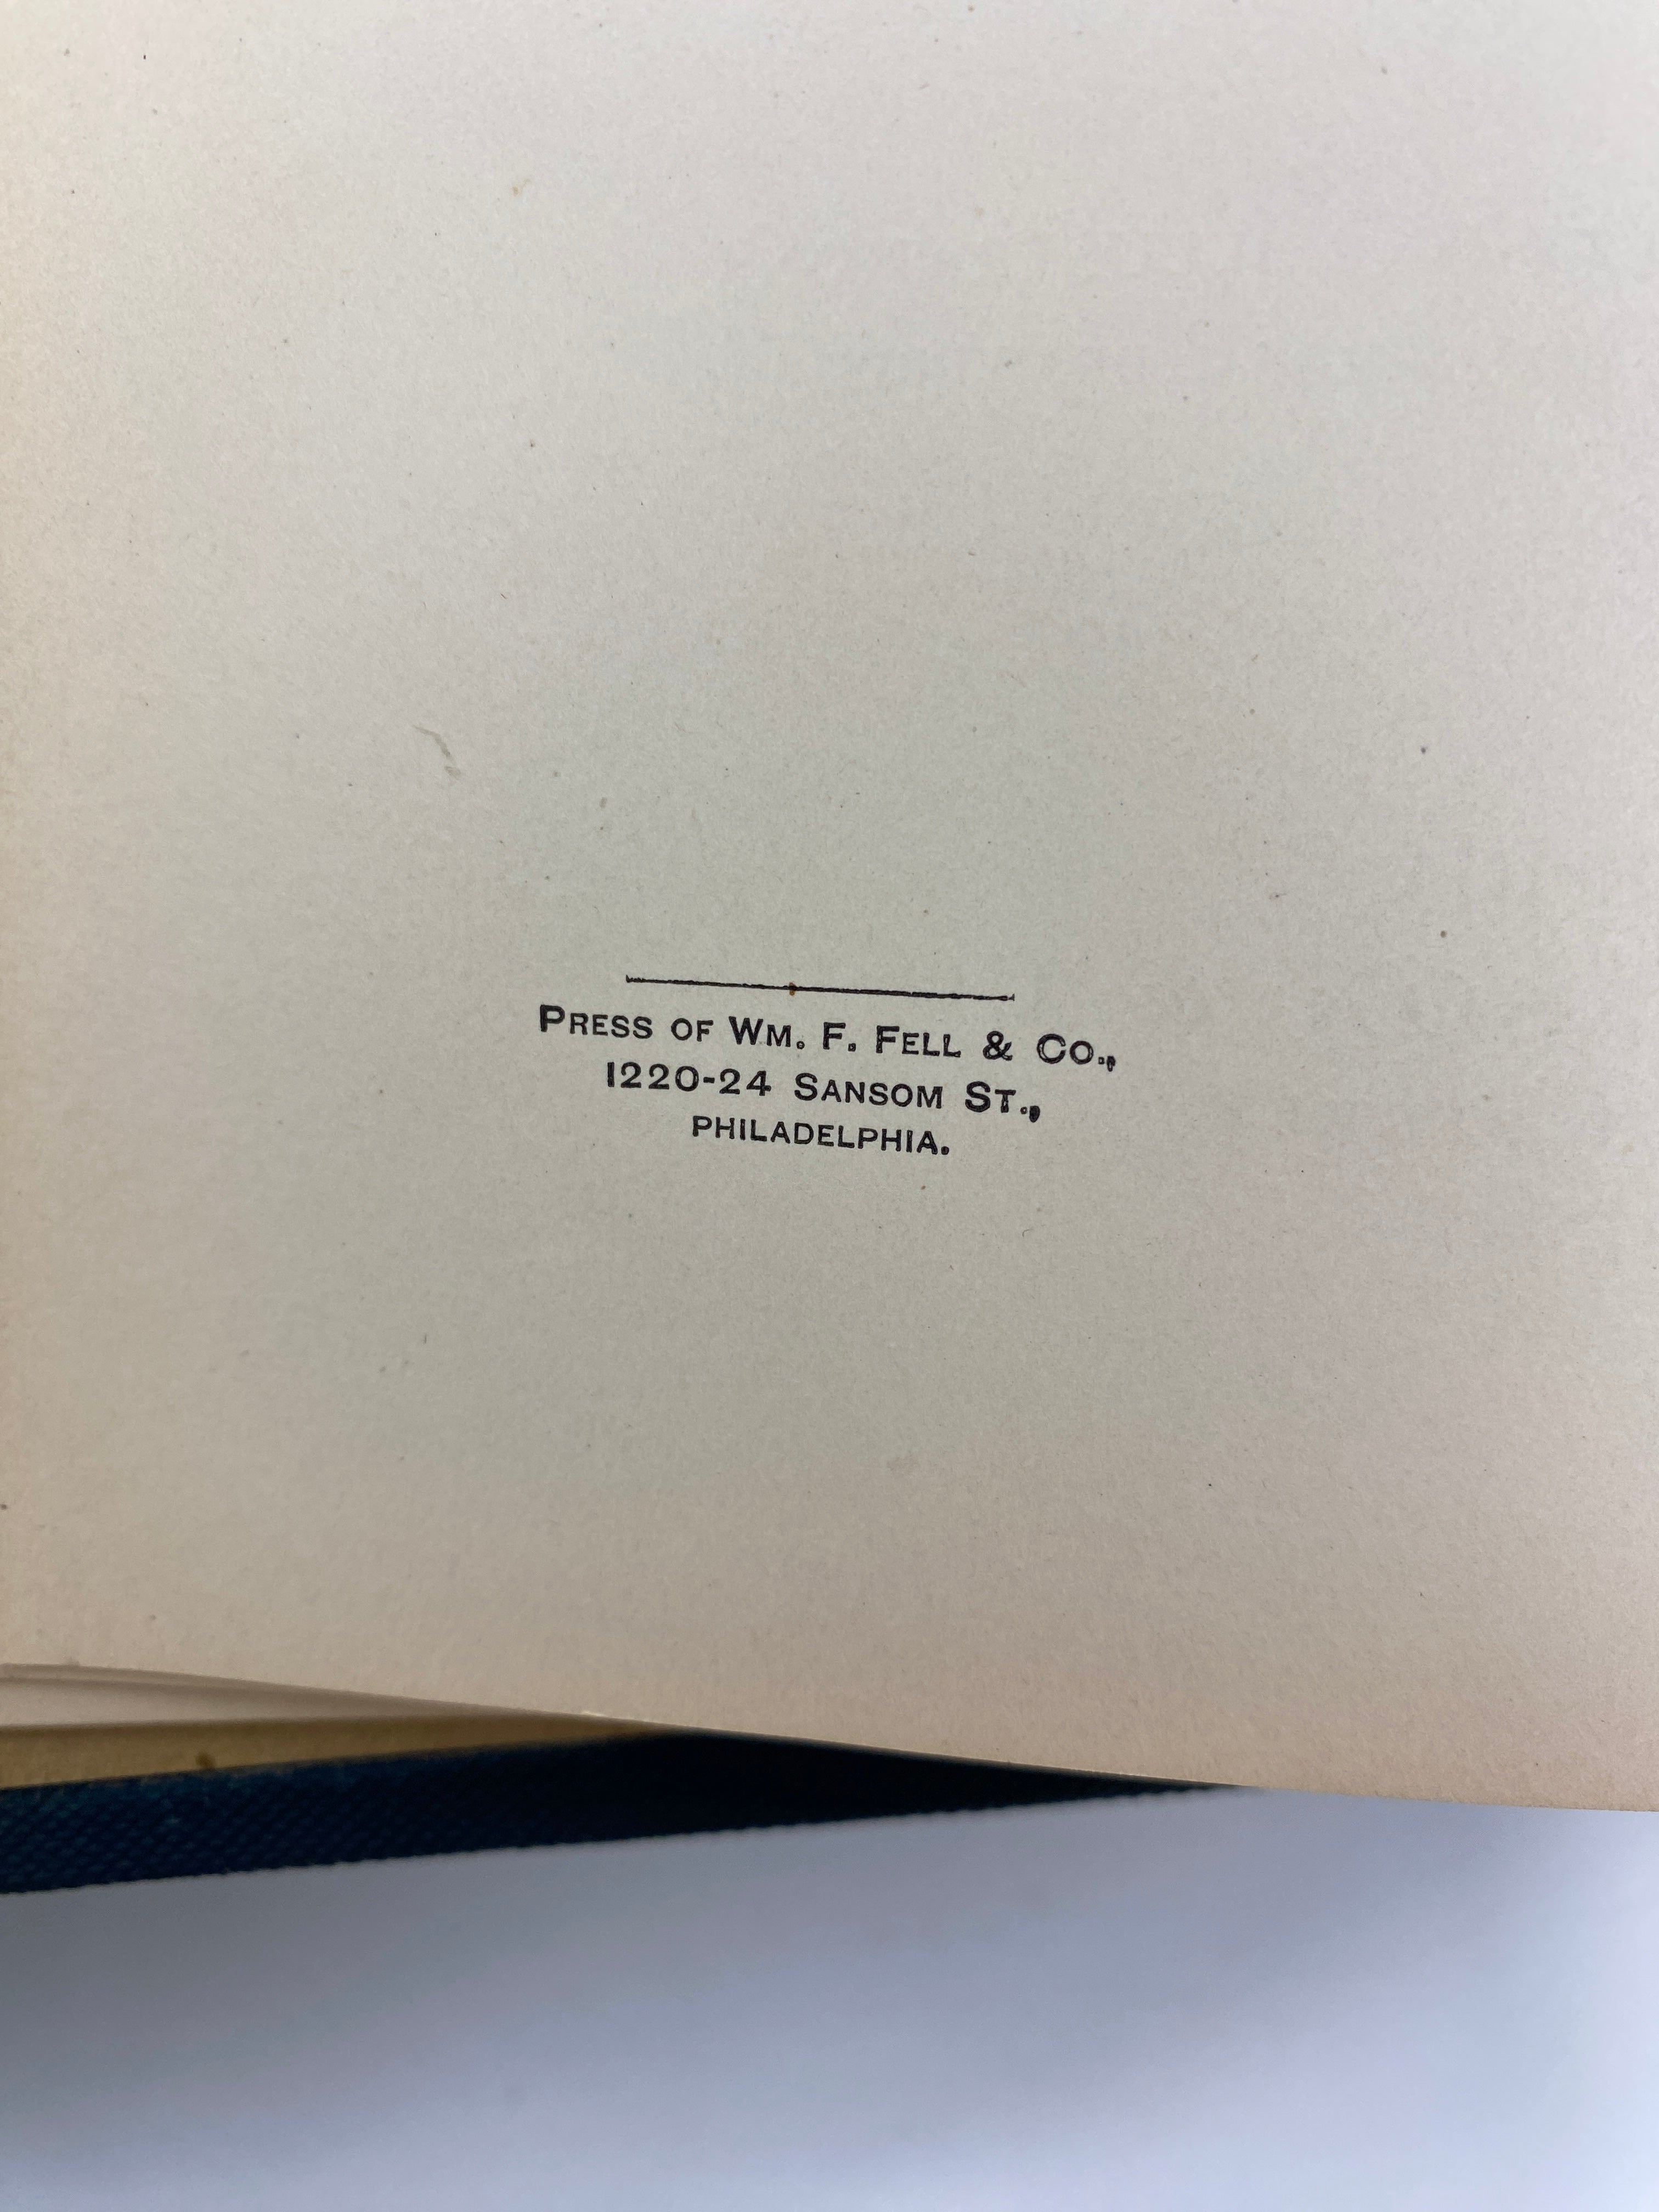 PRESS OF WM. F. FELL & CO.,
1220-24 SANSOM ST.,
PHILADELPHIA.